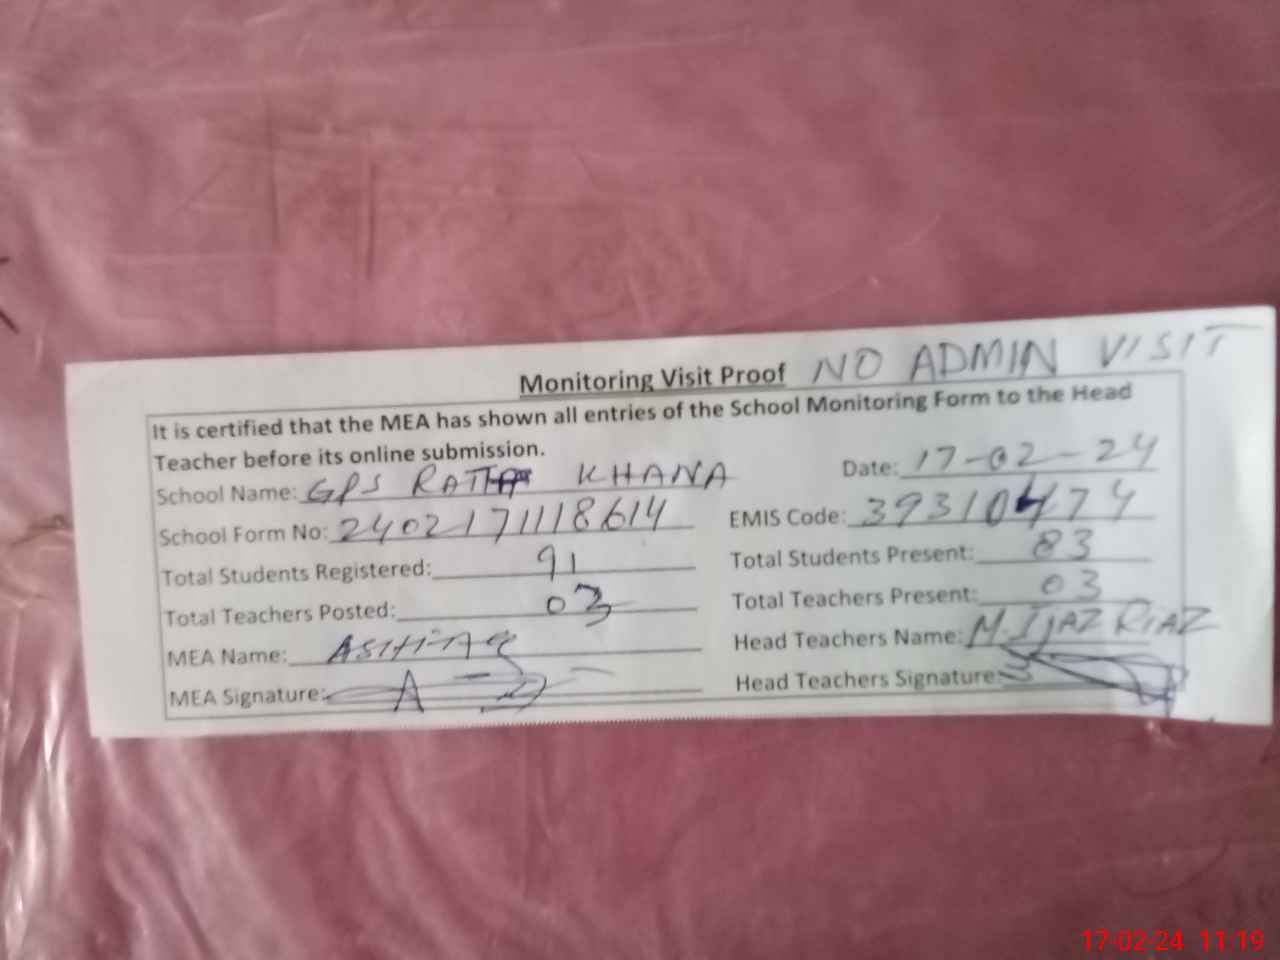 Monitoring Visit Proof NO ADMIN VISIT
It is certified that the MEA has shown all entries of the School Monitoring Form to the Head
Teacher before its online submission.
Date: 17-02-24
School Name: GPS KHANA
School Form No: 2402171118614 EMIS Code: 39310474
Total Students Registered: 91 Total Students Present: 83
Total Teachers Posted: 03 Total Teachers Present: 03
MEA Name: Head Teachers Name: M. IJAZ RIAZ
MEA Signature: Head Teachers Signature:
17-02-24 11:19